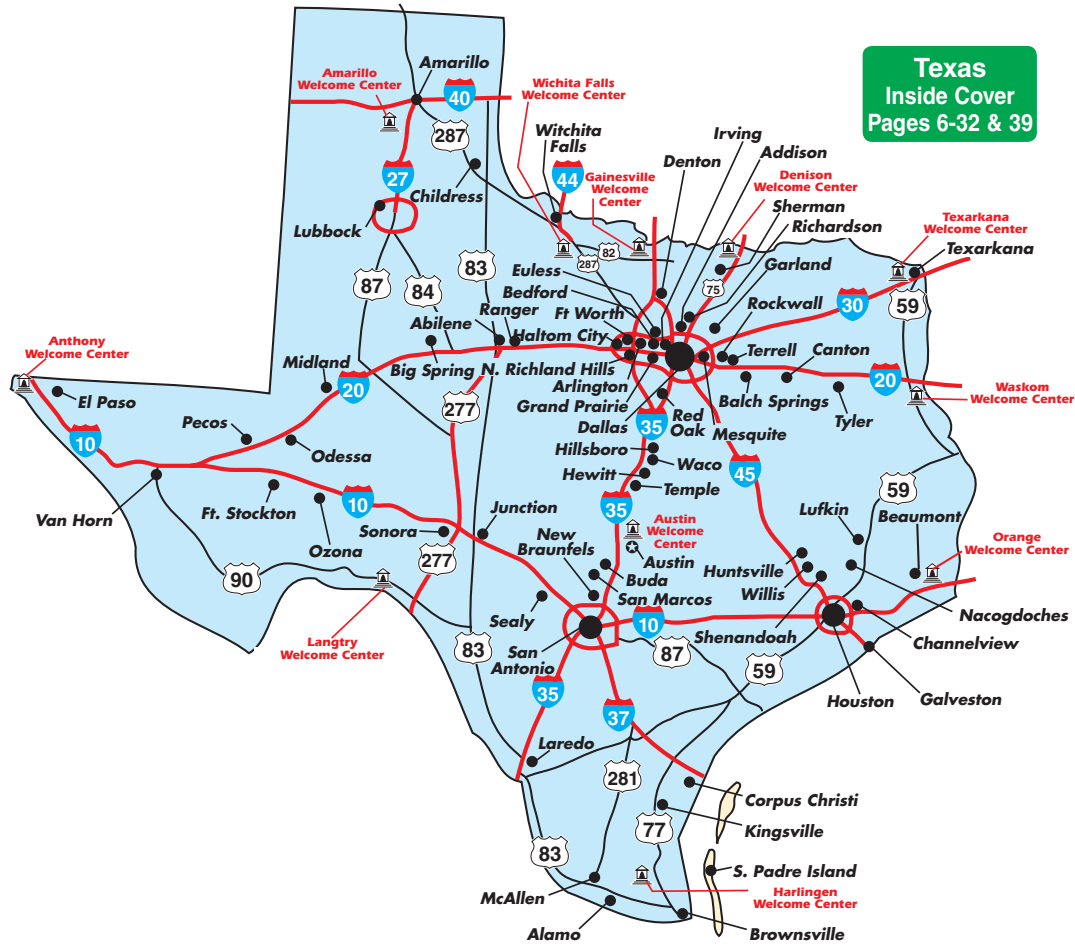 Texas
Inside Cover
Pages 6-32 & 39
Amarillo
Amarillo
Welcome Center
40
Wichita Falls
Welcome Center
287
Witchita
Falls
Irving
Addison
Denton
27
Childress
44
Gainesville
Welcome
Center
Denison
Welcome Center
Sherman
Richardson
Texarkana
Welcome Center
Texarkana
Lubbock
83
82
287
Euless
75
Garland
87
84
Bedford
Rockwall
30
59
Ranger
Ft Worth
Abilene
Haltom City
Anthony
Welcome Center
Midland
20
Big Spring
N. Richland Hills
Terrell
Canton
El Paso
Arlington
Balch Springs
20
Waskom
Welcome Center
277
Grand Prairie
Tyler
Pecos
Dallas
35
Red
Oak
Mesquite
10
Odessa
Hillsboro
Waco
Hewitt
45
Temple
59
Van Horn
Ft. Stockton
10
Junction
35
Lufkin
Beaumont
Sonora
New
Braunfels
Austin
Welcome
Center
Ozona
Austin
Orange
Welcome Center
277
Huntsville
90
Buda
Willis
San Marcos
Sealy
10
Nacogdoches
Langtry
Welcome Center
83
San
Antonio
87
Shenandoah
Channelview
59
35
Houston
Galveston
37
Laredo
281
Corpus Christi
77
Kingsville
83
S. Padre Island
McAllen
Harlingen
Welcome Center
Alamo
Brownsville